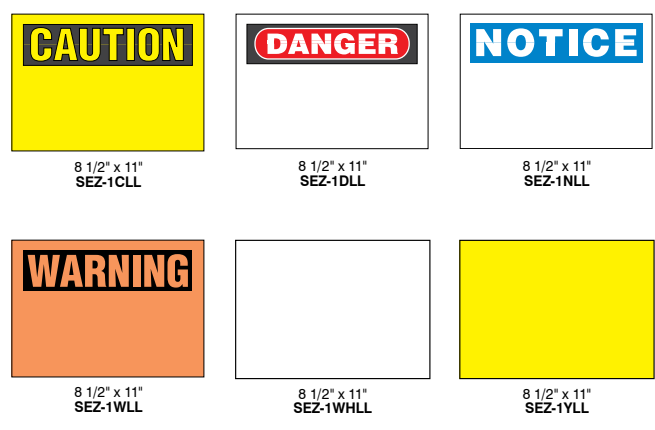 CAUTION
DANGER
NOTICE
8 1/2" x 11"
SEZ-1CLL
8 1/2" x 11"
SEZ-1DLL
8 1/2" x 11"
SEZ-1NLL
WARNING
8 1/2" x 11"
SEZ-1WLL
8 1/2" x 11"
SEZ-1WHLL
8 1/2" x 11"
SEZ-1YLL